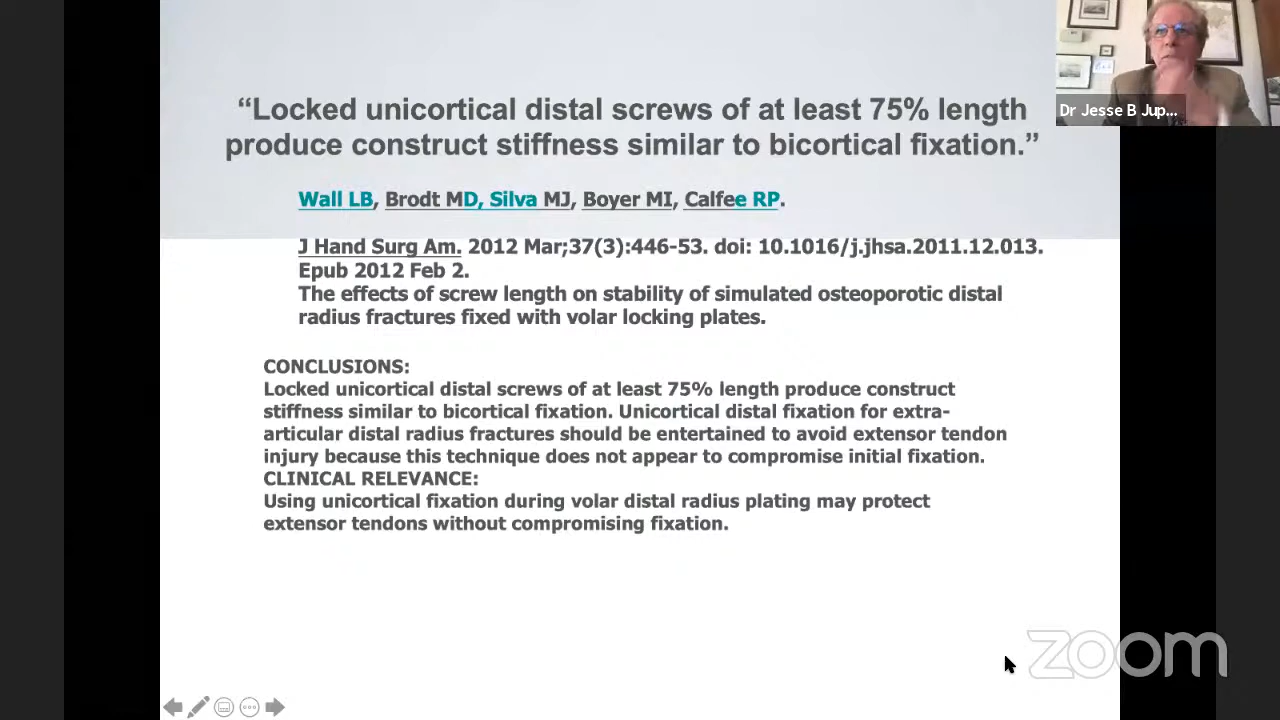 “Locked unicortical distal screws of at least 75% length
produce construct stiffness similar to bicortical fixation.”
Dr Jesse B Jup...
Wall LB, Brodt MD, Silva MJ, Boyer MI, Calfee RP.
J Hand Surg Am. 2012 Mar;37(3):446-53. doi: 10.1016/j.jhsa.2011.12.013.
Epub 2012 Feb 2.
The effects of screw length on stability of simulated osteoporotic distal
radius fractures fixed with volar locking plates.
CONCLUSIONS:
Locked unicortical distal screws of at least 75% length produce construct
stiffness similar to bicortical fixation. Unicortical distal fixation for extra-
articular distal radius fractures should be entertained to avoid extensor tendon
injury because this technique does not appear to compromise initial fixation.
CLINICAL RELEVANCE:
Using unicortical fixation during volar distal radius plating may protect
extensor tendons without compromising fixation.
zoom